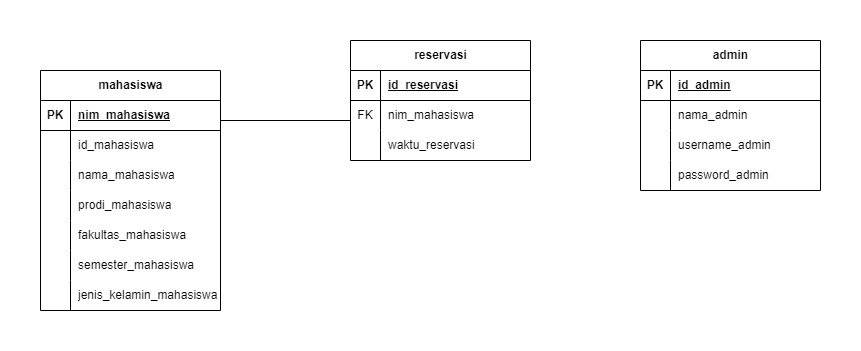 mahasiswa
PK nim_mahasiswa
id_mahasiswa
nama_mahasiswa
prodi_mahasiswa
fakultas_mahasiswa
semester_mahasiswa
jenis_kelamin_mahasiswa
reservasi
PK id_reservasi
FK nim_mahasiswa
waktu_reservasi
admin
PK id_admin
nama_admin
username_admin
password_admin